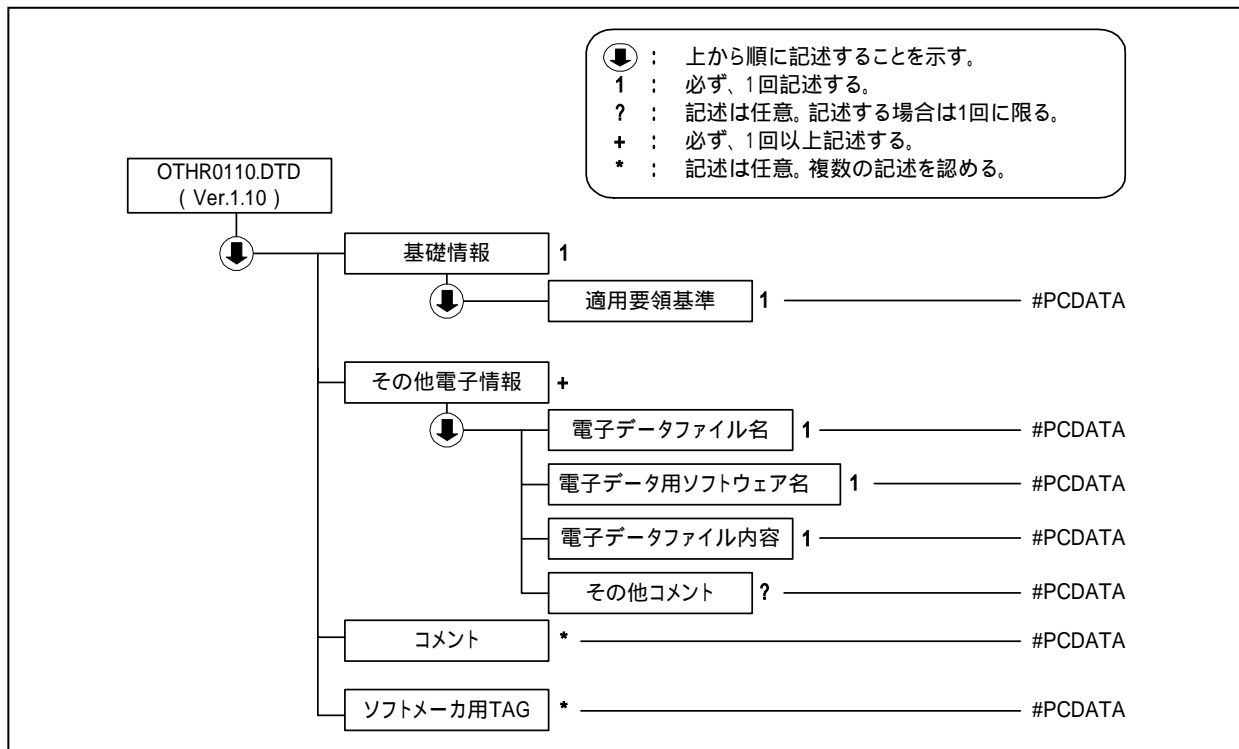 ： 上から順に記述することを示す。
1 ： 必ず、1回記述する。
? ： 記述は任意。記述する場合は1回に限る。
+ ： 必ず、1回以上記述する。
* ： 記述は任意。複数の記述を認める。
OTHR0110.DTD
( Ver.1.10 )
基礎情報 1
適用要領基準 1 #PCDATA
その他電子情報 +
電子データファイル名 1 #PCDATA
電子データ用ソフトウェア名 1 #PCDATA
電子データファイル内容 1 #PCDATA
その他コメント ? #PCDATA
コメント * #PCDATA
ソフトメーカ用TAG * #PCDATA